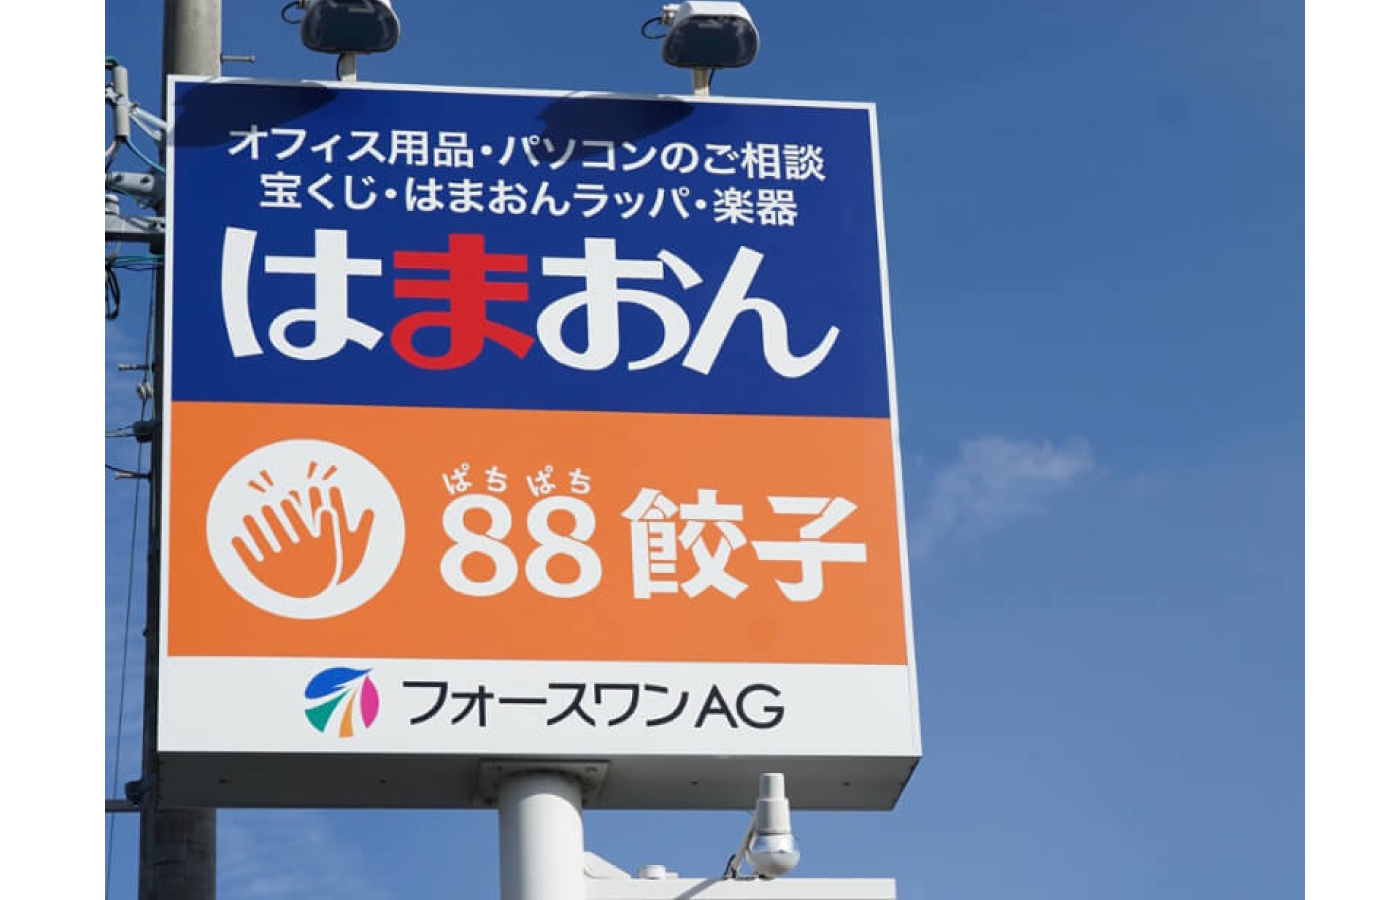 オフィス用品・パソコンのご相談
宝くじ・はまおんラッパ・楽器
はまおん
ぱちぱち
88餃子
フォースワンAG